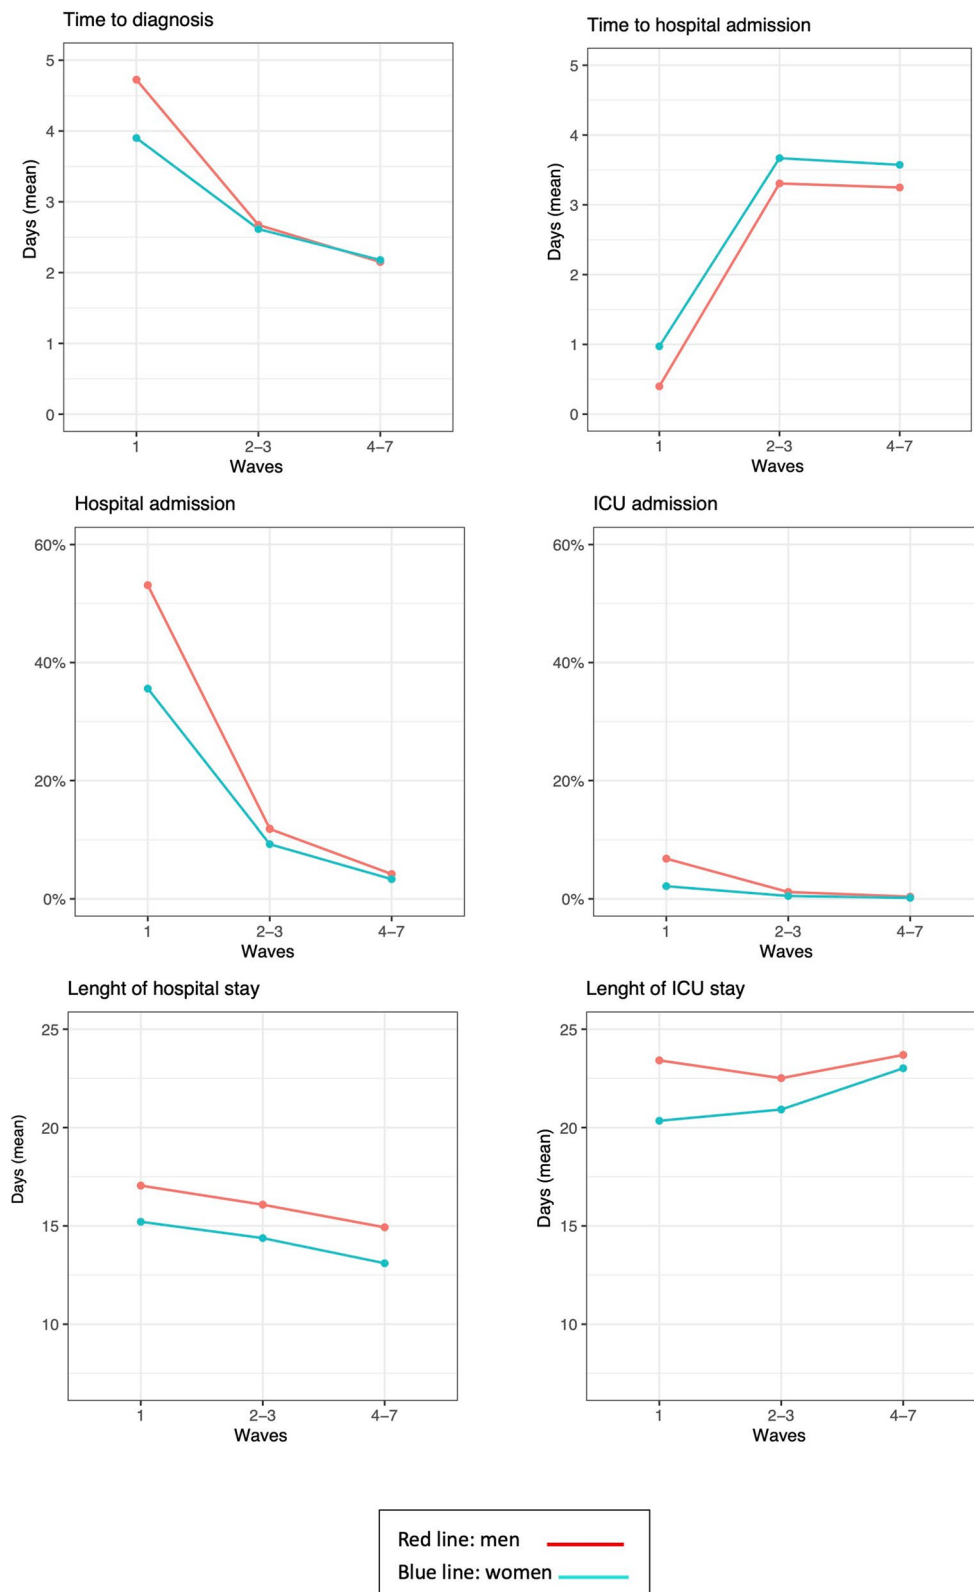 Time to diagnosis
5
4
3
2
1
0
Days (mean)
1 2–3 4–7
Waves
Time to hospital admission
5
4
3
2
1
0
Days (mean)
1 2–3 4–7
Waves
Hospital admission
60%
40%
20%
0%
1 2–3 4–7
Waves
ICU admission
60%
40%
20%
0%
1 2–3 4–7
Waves
Lenght of hospital stay
25
20
15
10
Days (mean)
1 2–3 4–7
Waves
Lenght of ICU stay
25
20
15
10
Days (mean)
1 2–3 4–7
Waves
Red line: men
Blue line: women